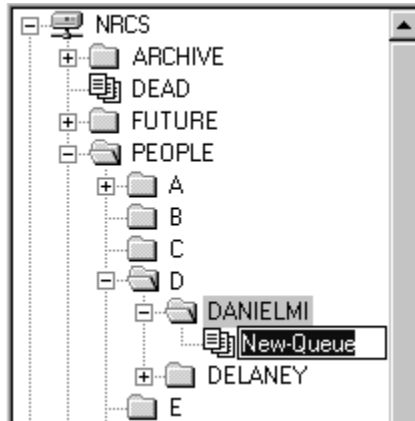 NRCS
ARCHIVE
DEAD
FUTURE
PEOPLE
A
B
C
D
DANIELMI
New-Queue
DELANEY
E